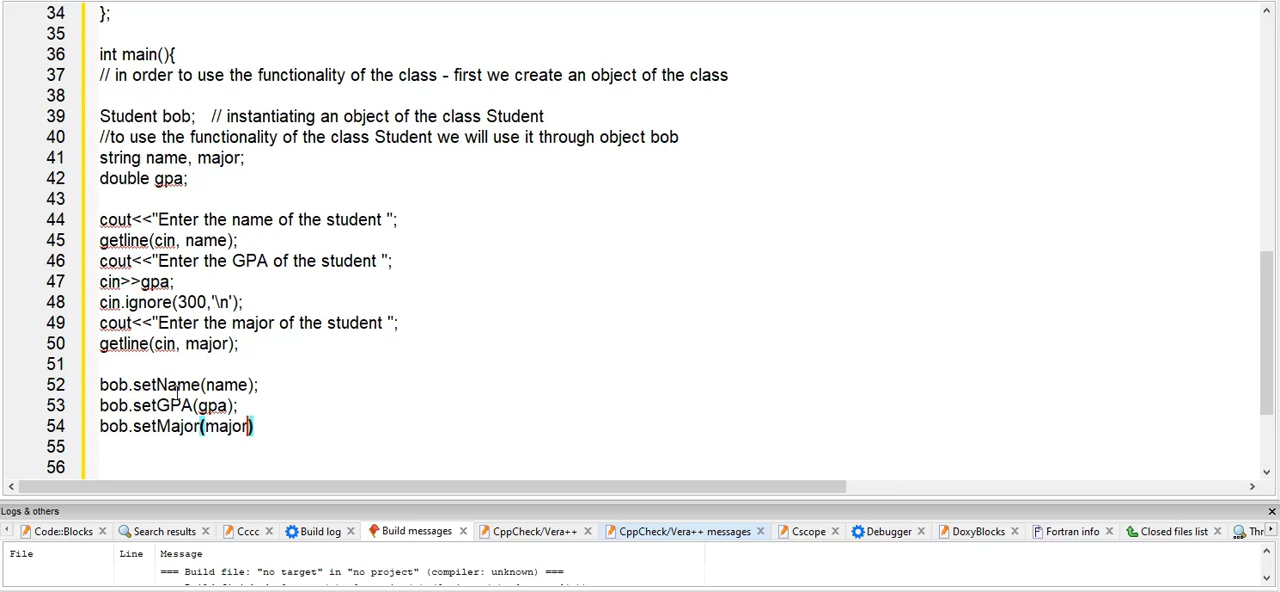 34 };
35
36 int main(){
37 // in order to use the functionality of the class - first we create an object of the class
38
39 Student bob; // instantiating an object of the class Student
40 //to use the functionality of the class Student we will use it through object bob
41 string name, major;
42 double gpa;
43
44 cout<<"Enter the name of the student ";
45 getline(cin, name);
46 cout<<"Enter the GPA of the student ";
47 cin>>gpa;
48 cin.ignore(300,'\n');
49 cout<<"Enter the major of the student ";
50 getline(cin, major);
51
52 bob.setName(name);
53 bob.setGPA(gpa);
54 bob.setMajor(major)
55
56
Logs & others
Code::Blocks Search results Cccc Build log Build messages CppCheck/Vera++ CppCheck/Vera++ messages Cscope Debugger DoxyBlocks Fortran info Closed files list Thr
File Line Message
=== Build file: "no target" in "no project" (compiler: unknown) ===